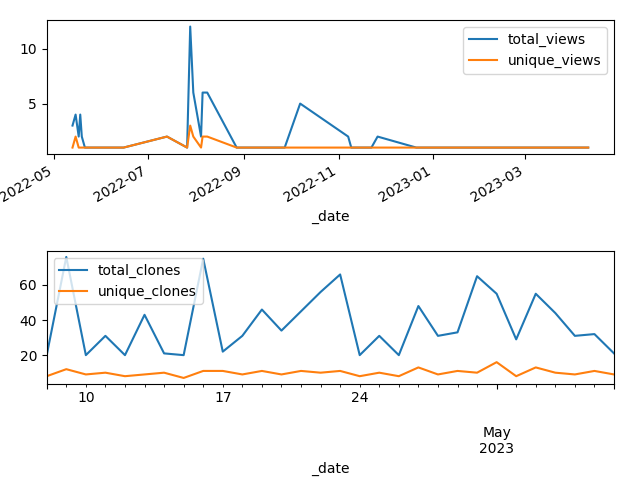 10
5
total_views
unique_views
2022-05
2022-07
2022-09
2022-11
2023-01
2023-03
_date
60
40
20
total_clones
unique_clones
10
17
24
May
2023
_date